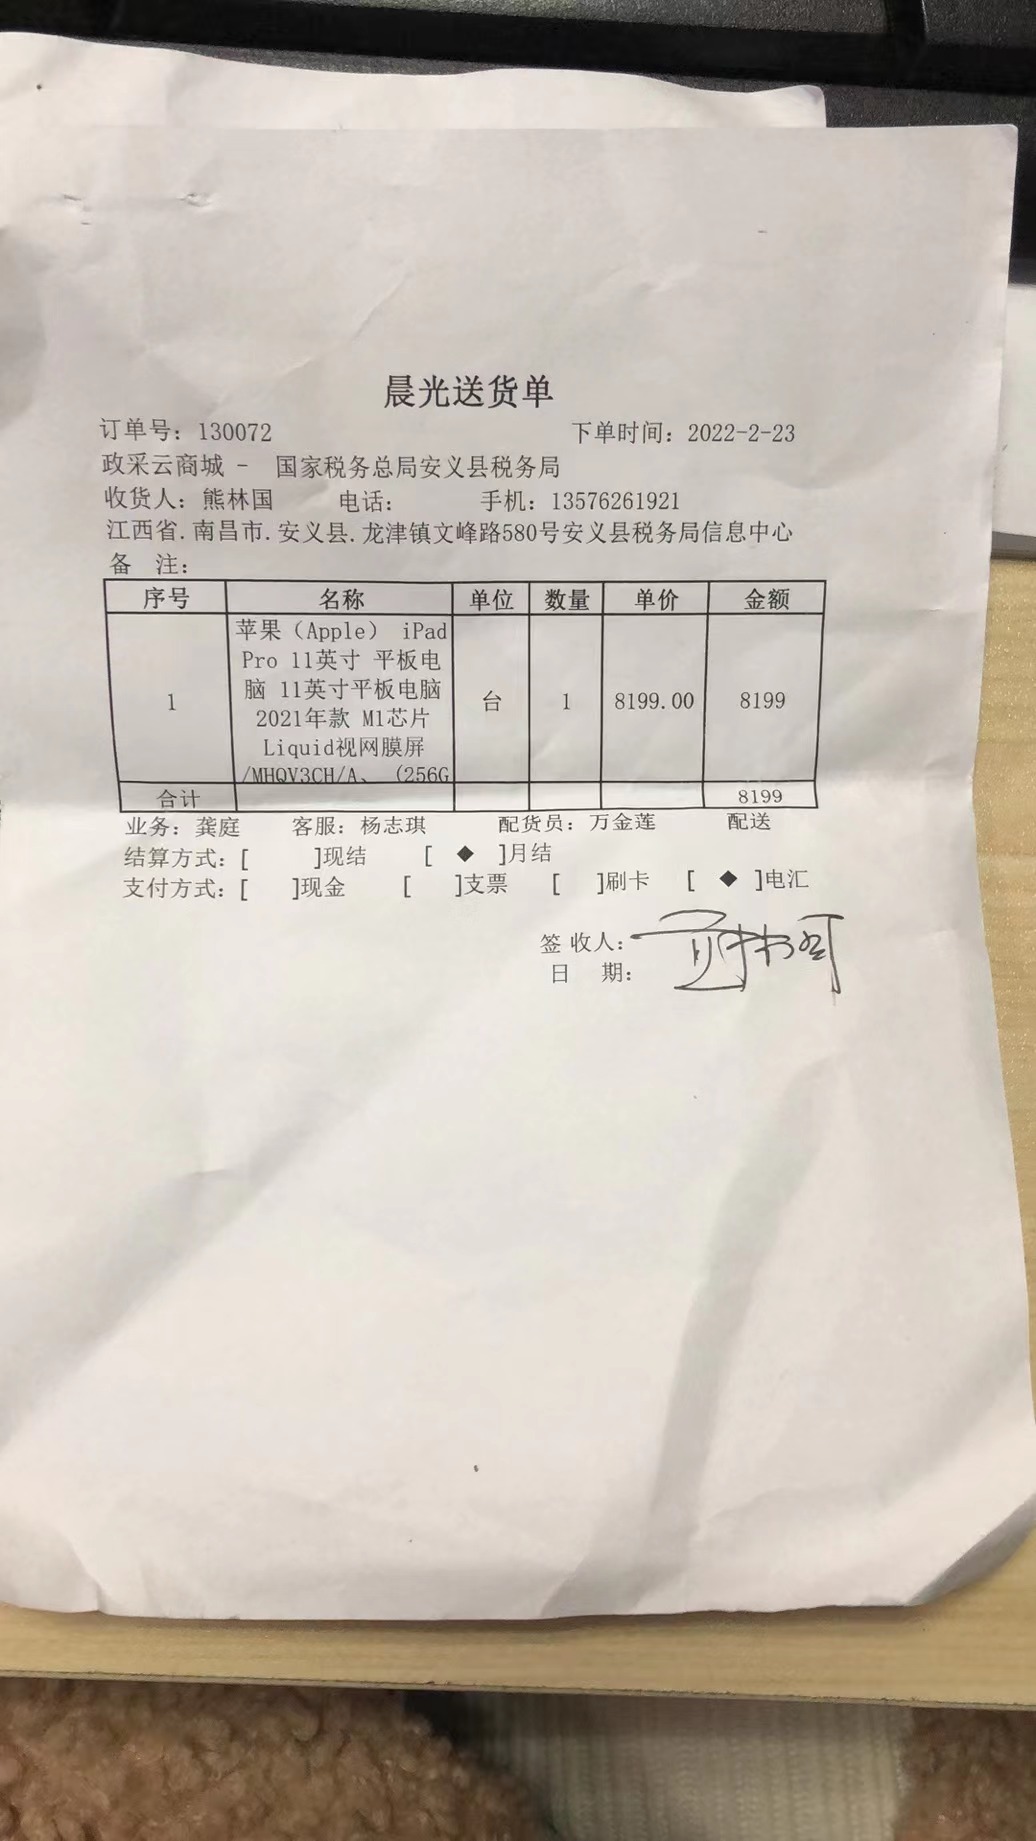 晨光送货单
订单号：130072 下单时间：2022-2-23
政采云商城 - 国家税务总局安义县税务局
收货人：熊林国 电话： 手机：13576261921
江西省.南昌市.安义县.龙津镇文峰路580号安义县税务局信息中心
备 注：
序号 名称 单位 数量 单价 金额
1 苹果（Apple） iPad
Pro 11英寸 平板电
脑 11英寸平板电脑
2021年款 M1芯片
Liquid视网膜屏
/MHQV3CH/A、（256G
台 1 8199.00 8199
合计 8199
业务：龚庭 客服：杨志琪 配货员：万金莲 配送
结算方式：[ ]现结 [ ◆ ]月结
支付方式：[ ]现金 [ ]支票 [ ]刷卡 [ ◆ ]电汇
签 收人：
日 期：